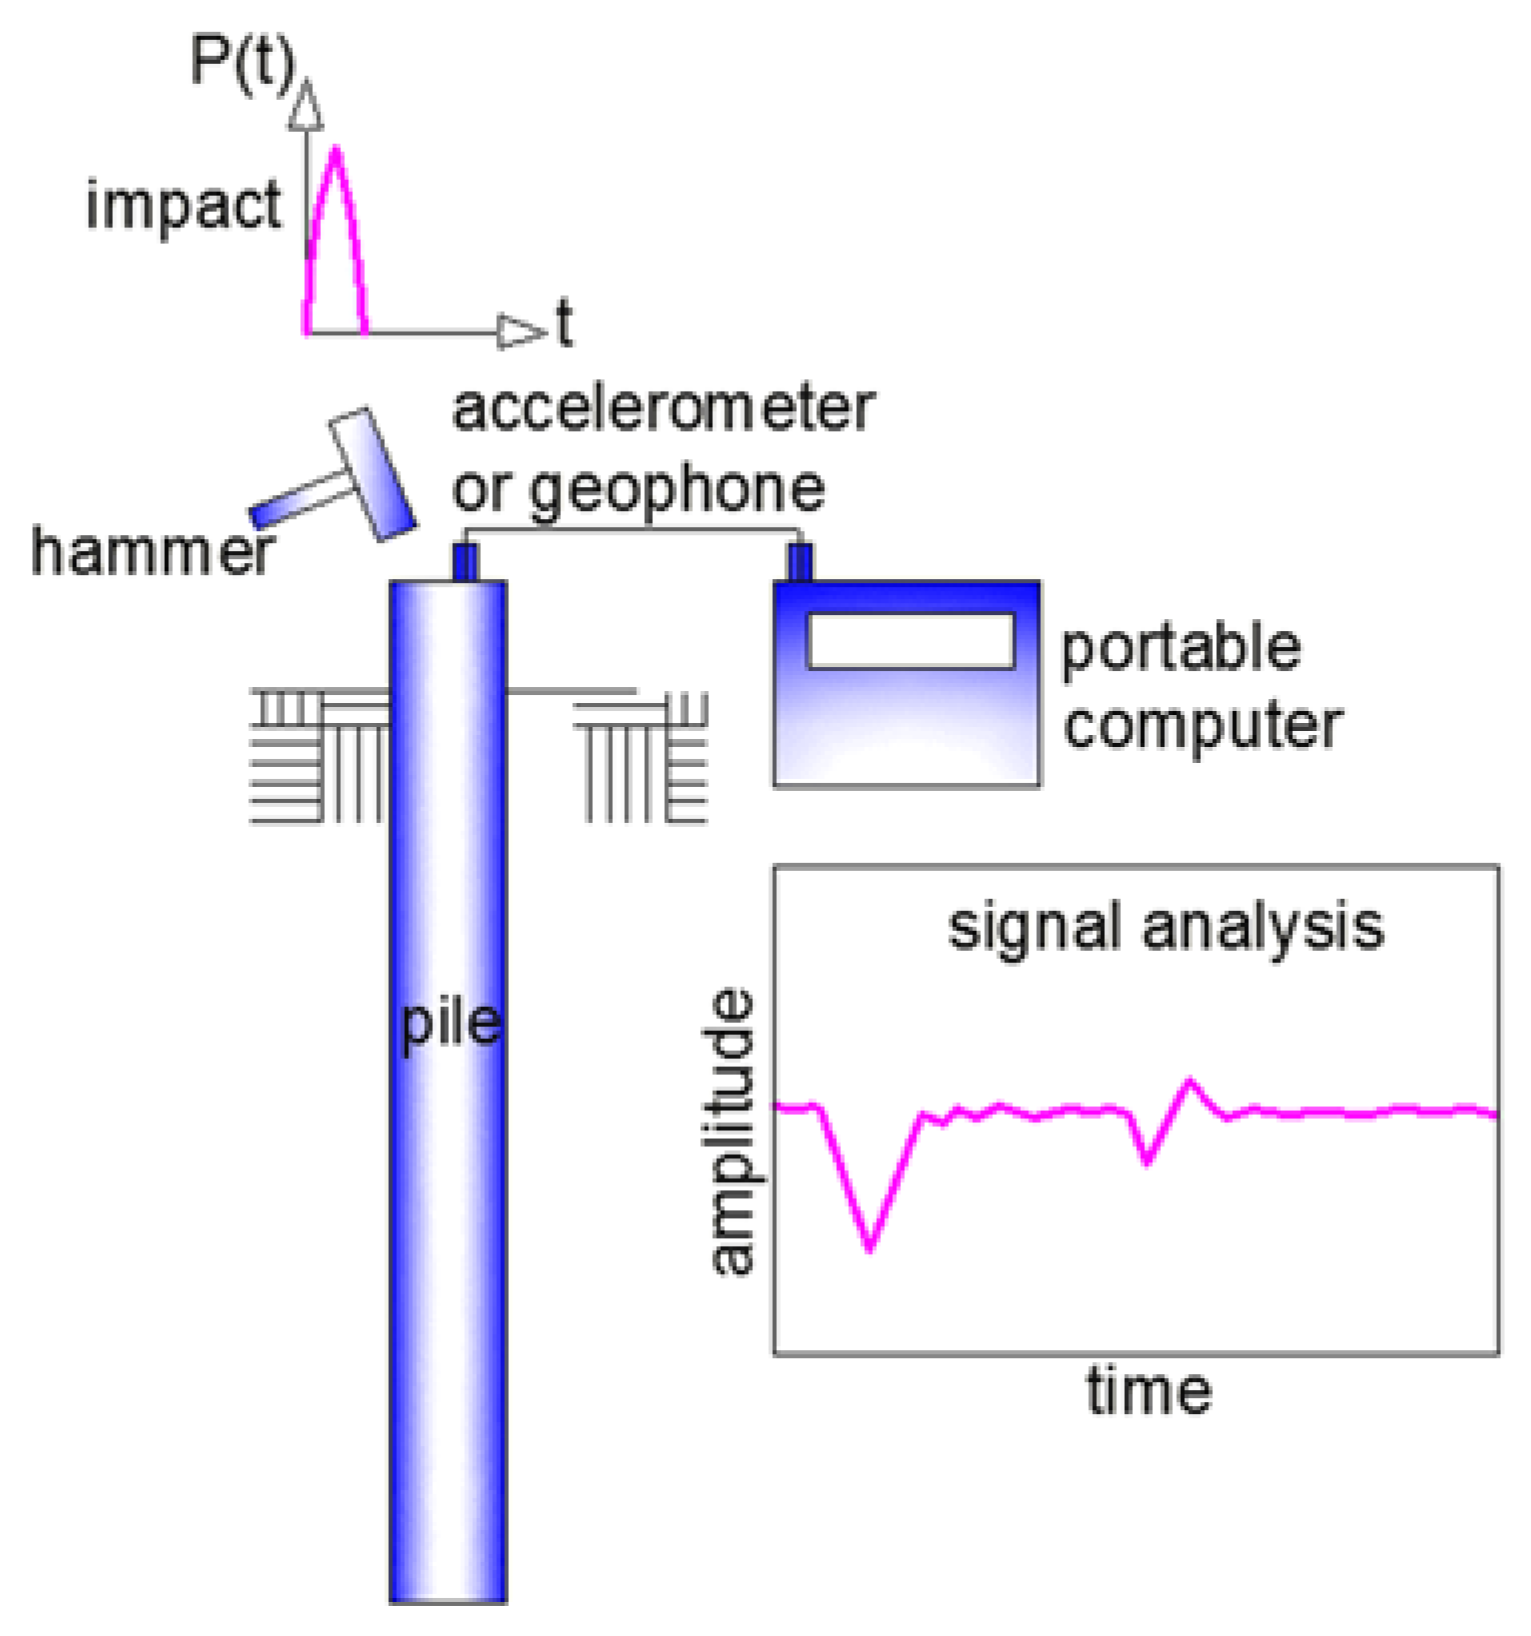 P(t)
impact
t
accelerometer
or geophone
hammer
portable
computer
signal analysis
pile
amplitude
time